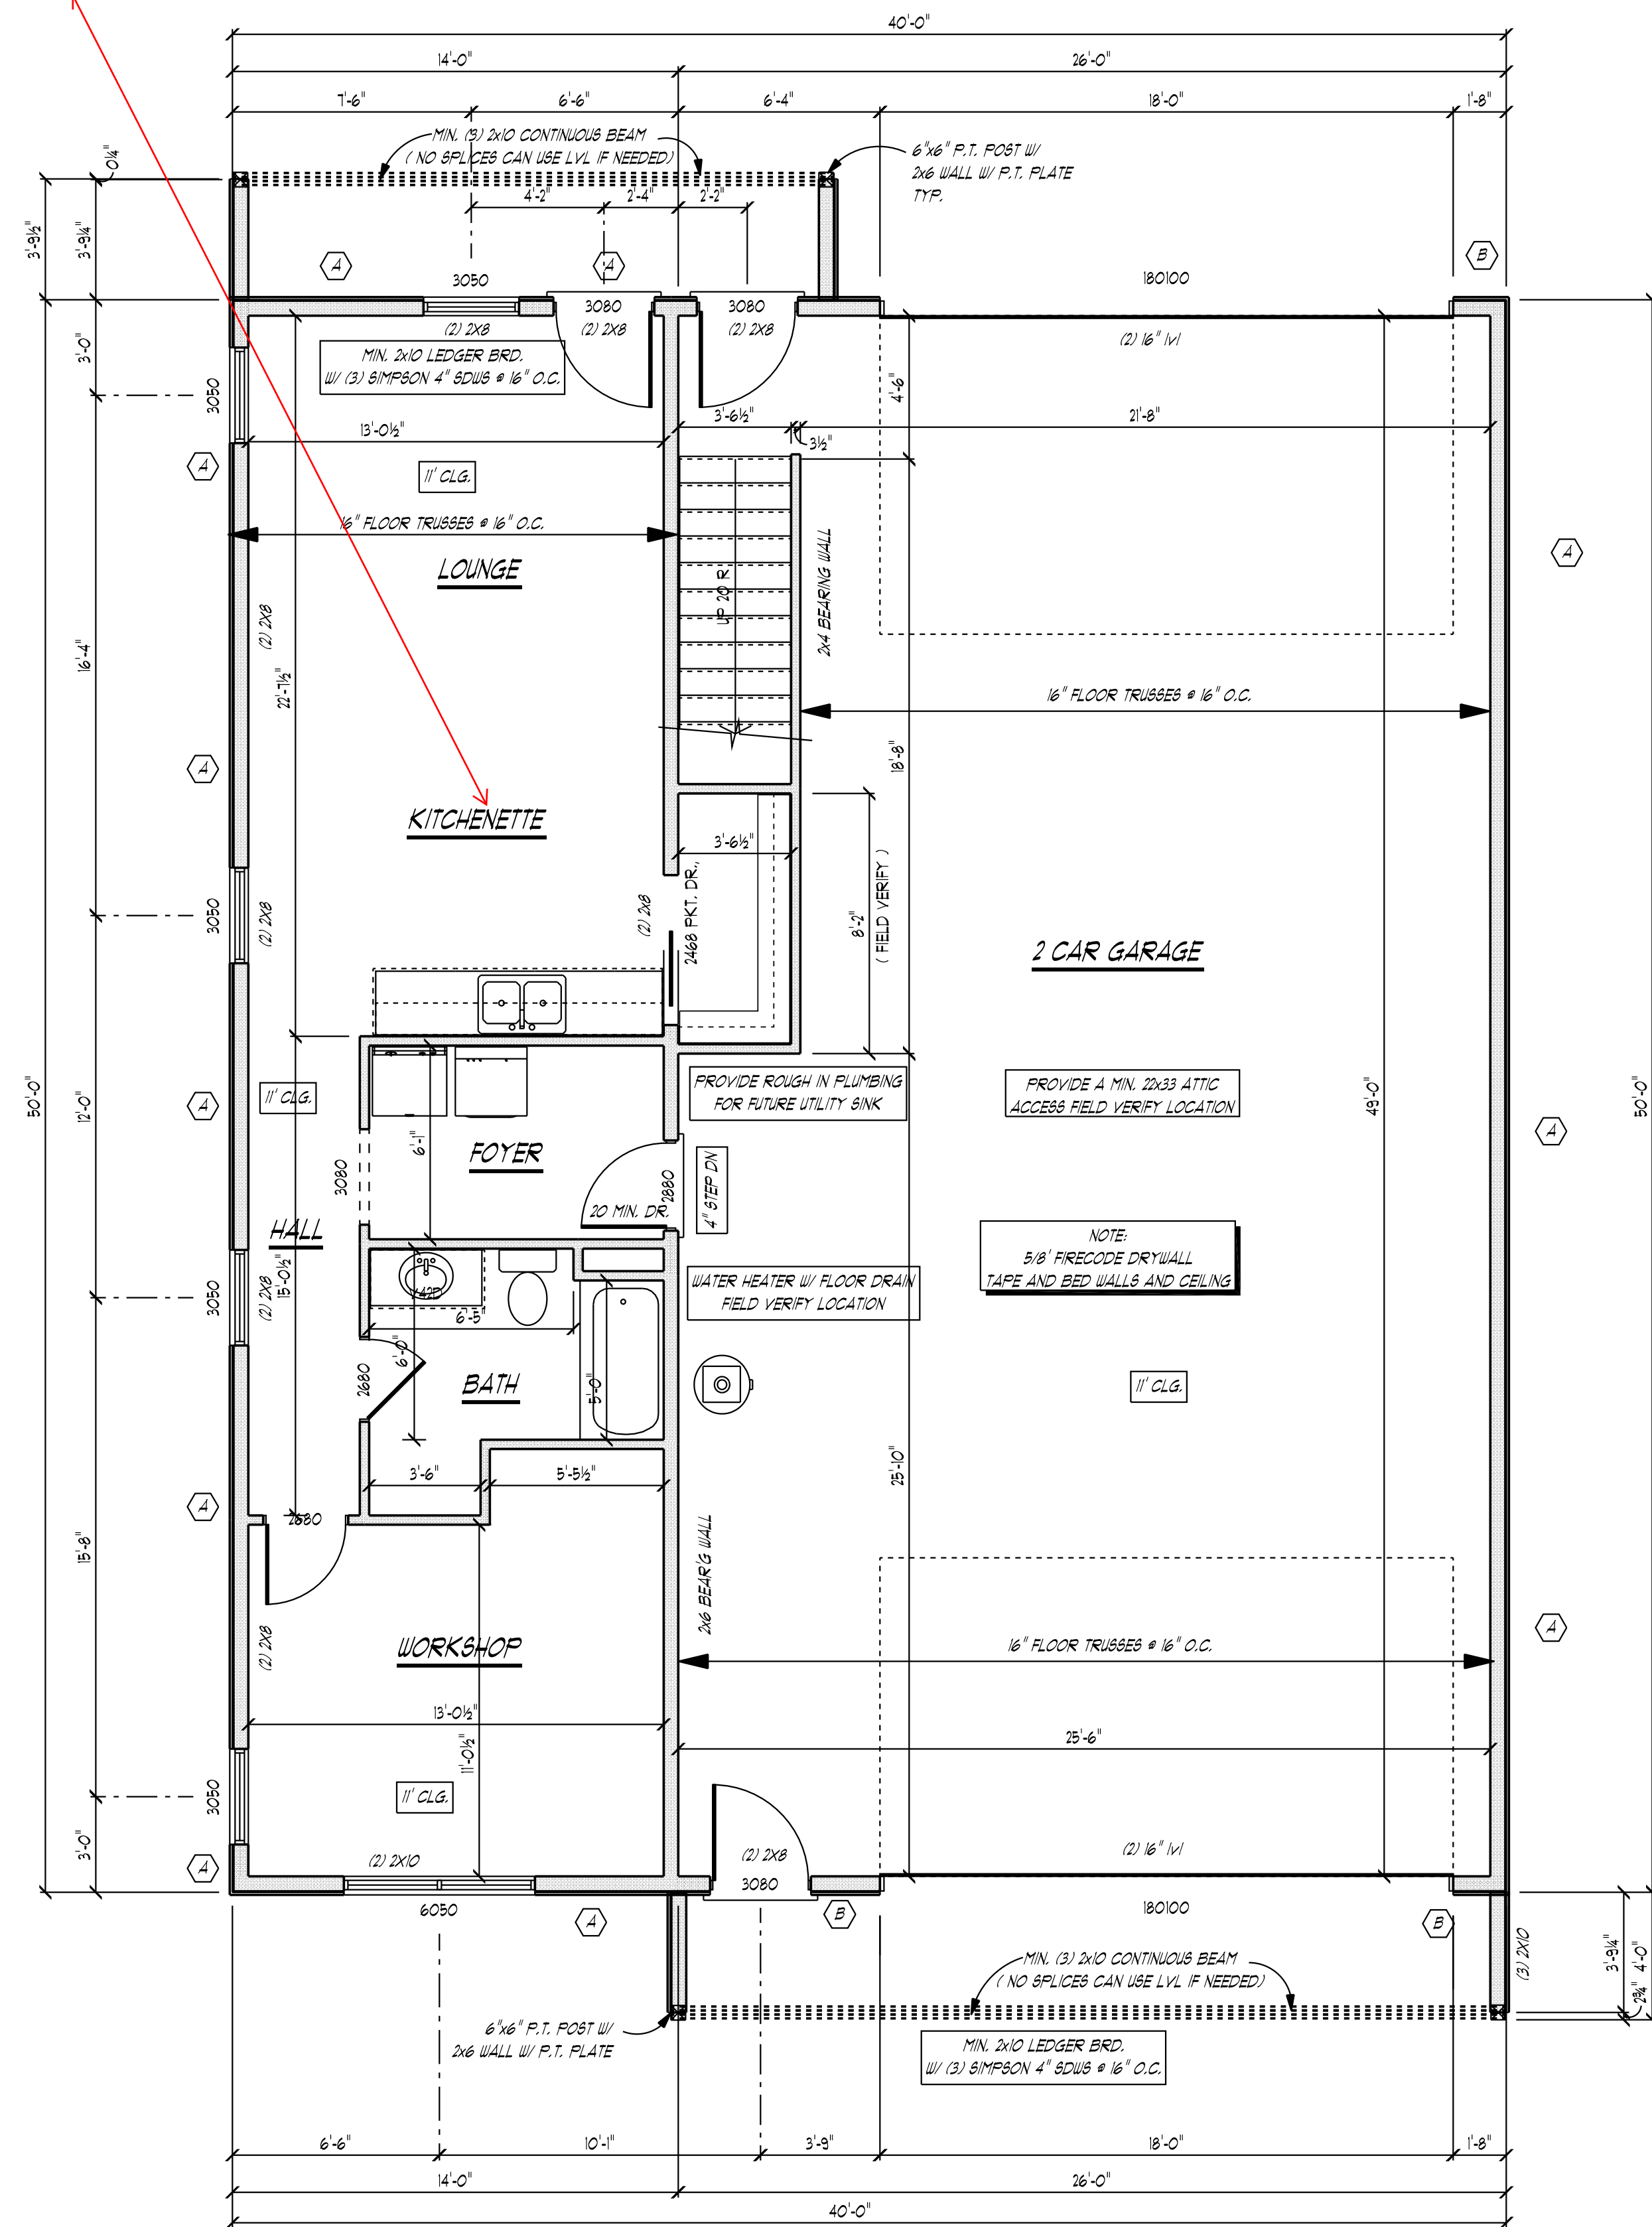 40'-0"
14'-0"
26'-0"
7'-6"
6'-6"
6'-4"
18'-0"
1'-8"
MIN. (3) 2x10 CONTINUOUS BEAM
( NO SPLICES CAN USE LVL IF NEEDED)
6"x6" P.T. POST W/
2x6 WALL W/ P.T. PLATE
TYP.
0¼"
3'-9½"
3'-9¼"
4'-2"
2'-4"
2'-2"
A
A
B
3050
3080
3080
180100
(2) 2X8
(2) 2X8
(2) 2X8
(2) 16" lvl
MIN. 2x10 LEDGER BRD.
W/ (3) SIMPSON 4" SDWS @ 16" O.C.
3'-0"
3050
4'-6"
3'-6½"
3½"
21'-8"
13'-0½"
A
11' CLG.
16" FLOOR TRUSSES @ 16" O.C.
LOUNGE
UP 20 R
2x4 BEARING WALL
A
(2) 2X8
16'-4"
22'-7½"
16" FLOOR TRUSSES @ 16" O.C.
18'-8"
A
KITCHENETTE
3'-6½"
2468 PKT. DR.,
(2) 2X8
8'-2"
( FIELD VERIFY )
3050
(2) 2X8
2 CAR GARAGE
50'-0"
12'-0"
A
11' CLG.
PROVIDE ROUGH IN PLUMBING
FOR FUTURE UTILITY SINK
PROVIDE A MIN. 22x33 ATTIC
ACCESS FIELD VERIFY LOCATION
49'-0"
50'-0"
A
6'-1"
FOYER
3080
2880
4" STEP DN
20 MIN. DR.
HALL
15'-0½"
NOTE:
5/8' FIRECODE DRYWALL
TAPE AND BED WALLS AND CEILING
3050
(2) 2X8
WATER HEATER W/ FLOOR DRAIN
FIELD VERIFY LOCATION
6'-5"
6'-0"
2680
BATH
5'-0"
11' CLG.
3'-6"
5'-5½"
25'-10"
A
2680
15'-8"
2x6 BEAR'G WALL
A
(2) 2X8
WORKSHOP
16" FLOOR TRUSSES @ 16" O.C.
13'-0½"
11'-0½"
25'-6"
3050
11' CLG.
3'-0"
A
(2) 2X10
(2) 2X8
(2) 16" lvl
3080
6050
A
B
180100
B
(3) 2X10
3'-9¼"
4'-0"
2¾"
MIN. (3) 2x10 CONTINUOUS BEAM
( NO SPLICES CAN USE LVL IF NEEDED)
6"x6" P.T. POST W/
2x6 WALL W/ P.T. PLATE
MIN. 2x10 LEDGER BRD.
W/ (3) SIMPSON 4" SDWS @ 16" O.C.
6'-6"
10'-1"
3'-9"
18'-0"
1'-8"
14'-0"
26'-0"
40'-0"